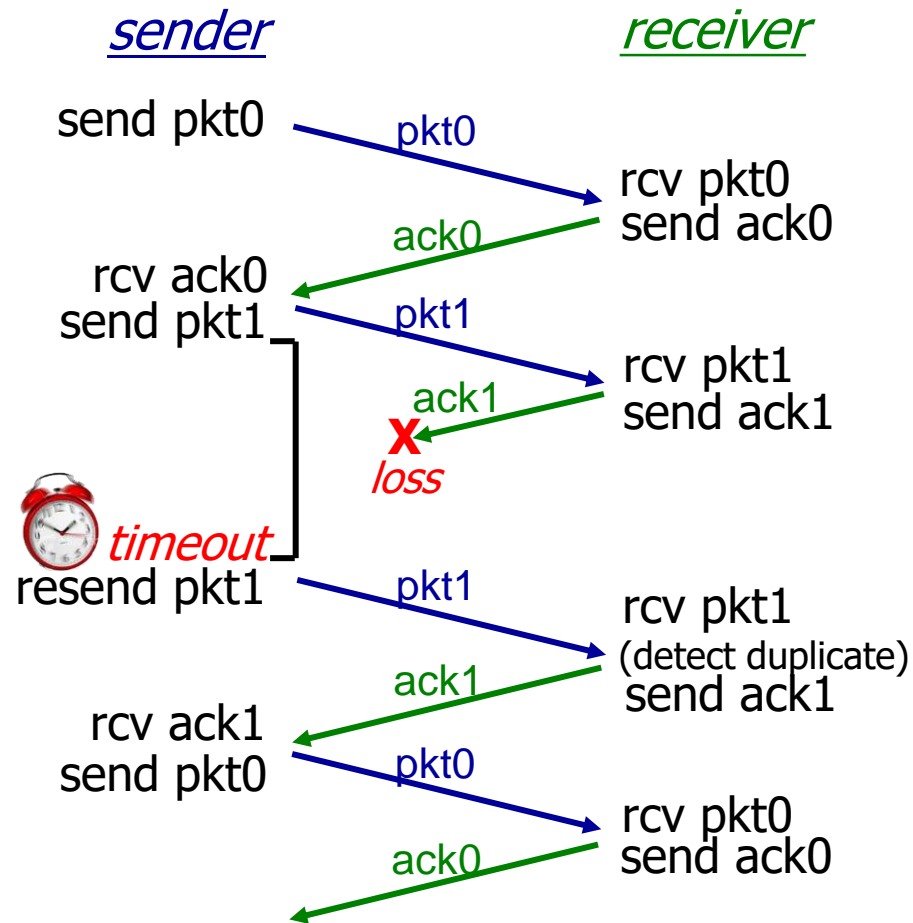 sender
receiver
send pkt0
pkt0
rcv pkt0
send ack0
ack0
rcv ack0
send pkt1
pkt1
rcv pkt1
send ack1
ack1
X
loss
timeout
resend pkt1
pkt1
rcv pkt1
(detect duplicate)
send ack1
ack1
rcv ack1
send pkt0
pkt0
rcv pkt0
send ack0
ack0